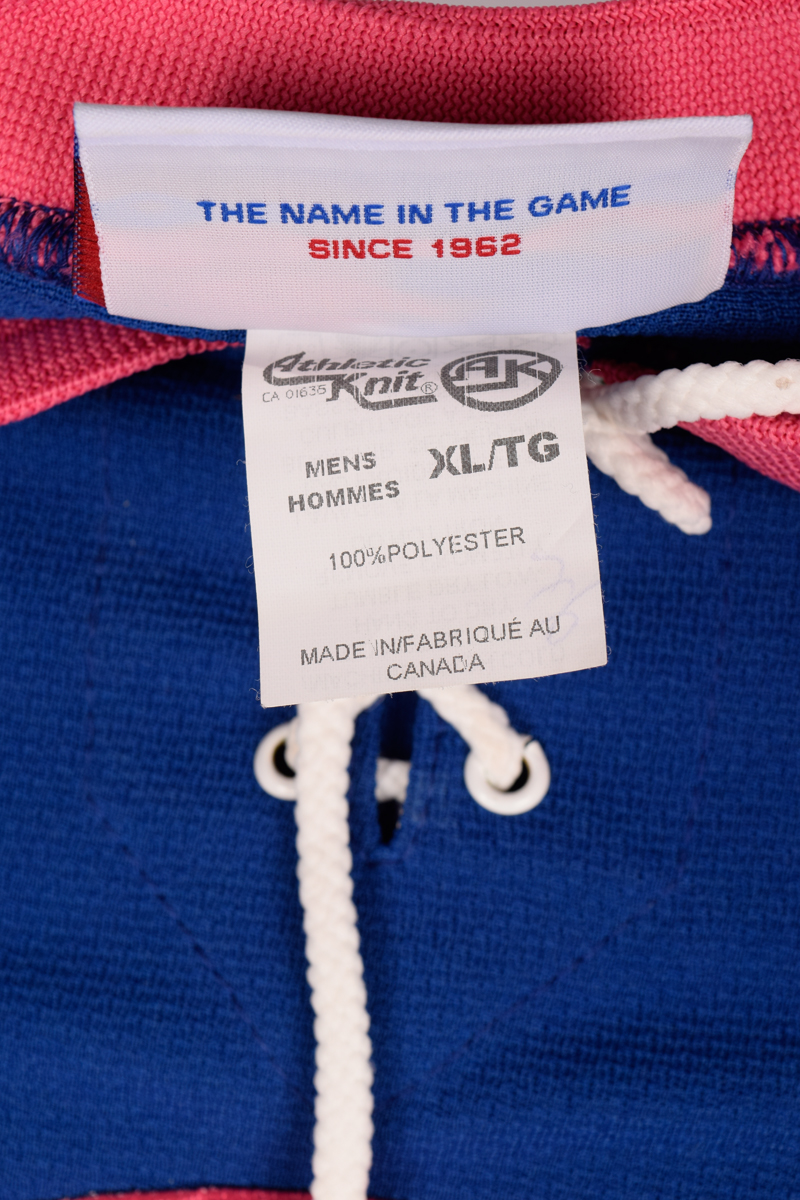 THE NAME IN THE GAME
SINCE 1962
Athletic
Knit®
AK
CA 01635
MENS
HOMMES
XL/TG
100%POLYESTER
MADE IN/FABRIQUÉ AU
CANADA